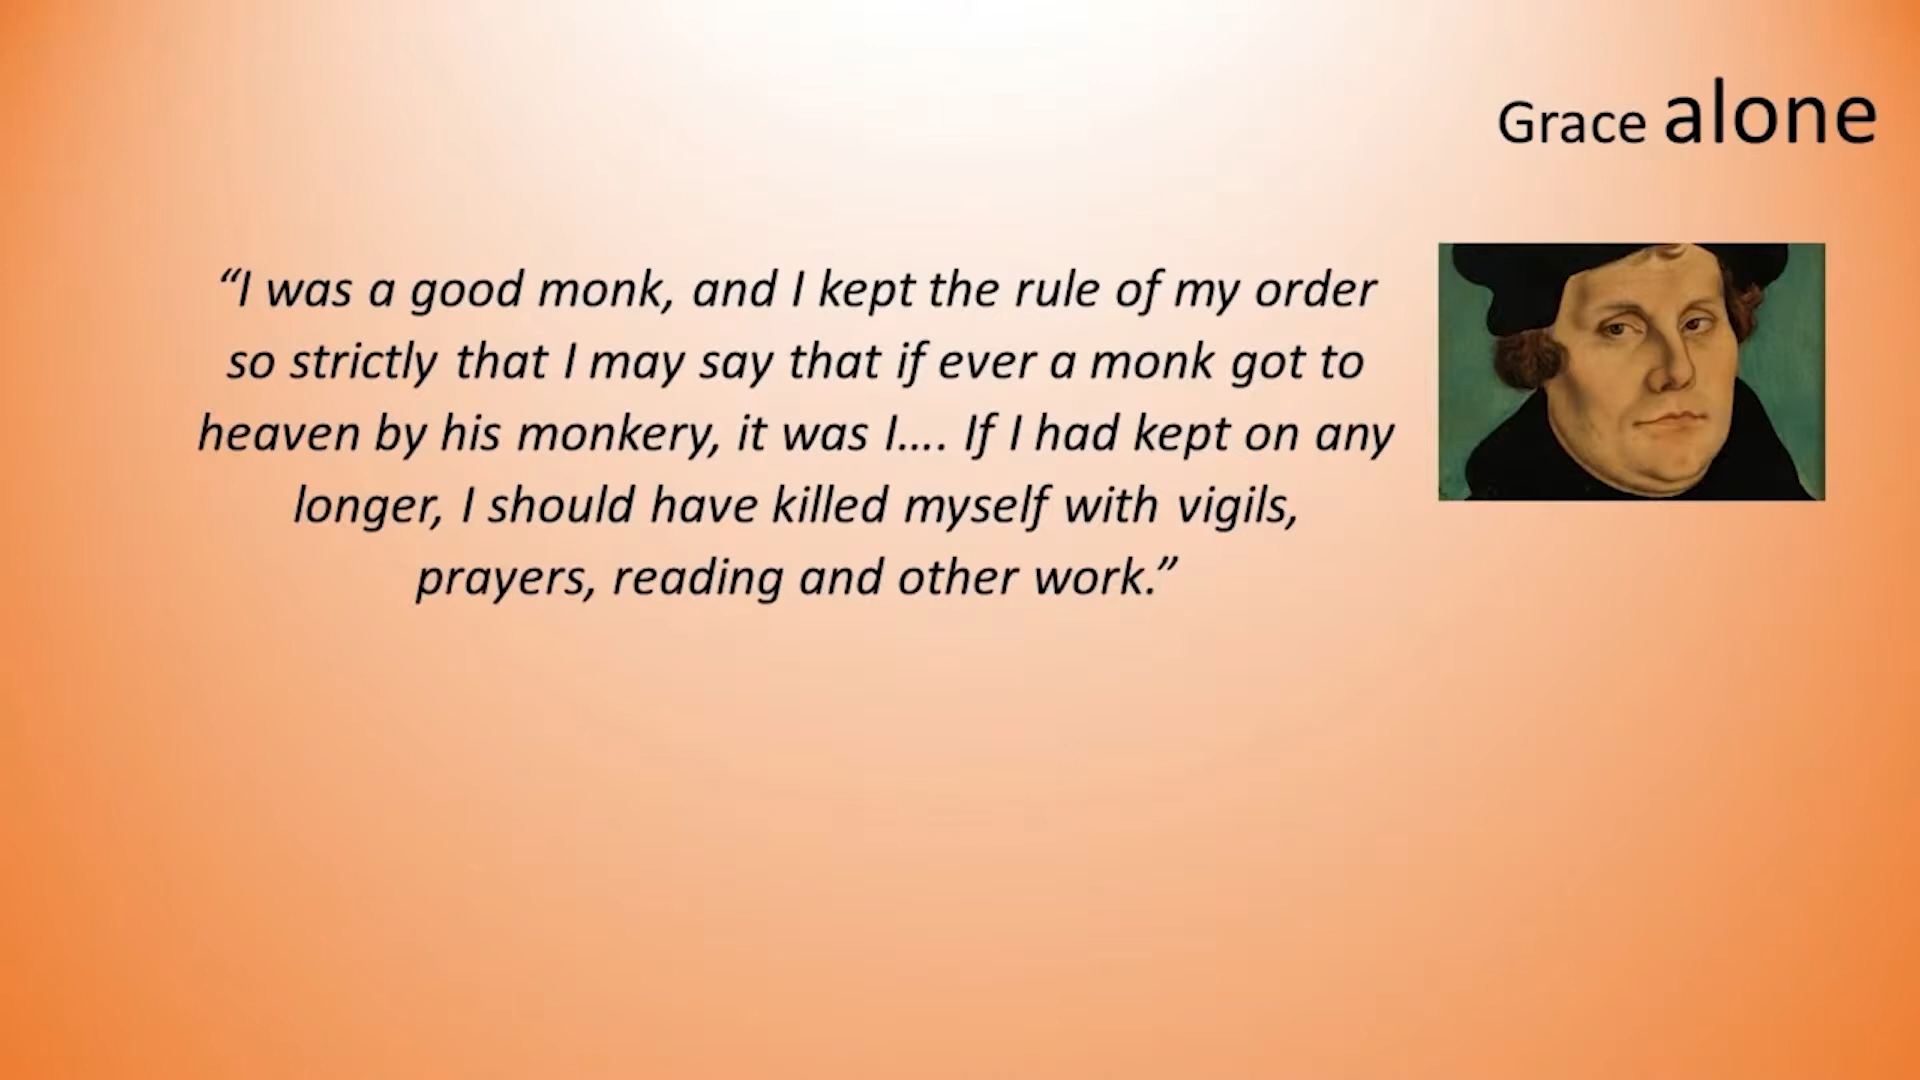 Grace alone
“I was a good monk, and I kept the rule of my order
so strictly that I may say that if ever a monk got to
heaven by his monkery, it was I…. If I had kept on any
longer, I should have killed myself with vigils,
prayers, reading and other work.”